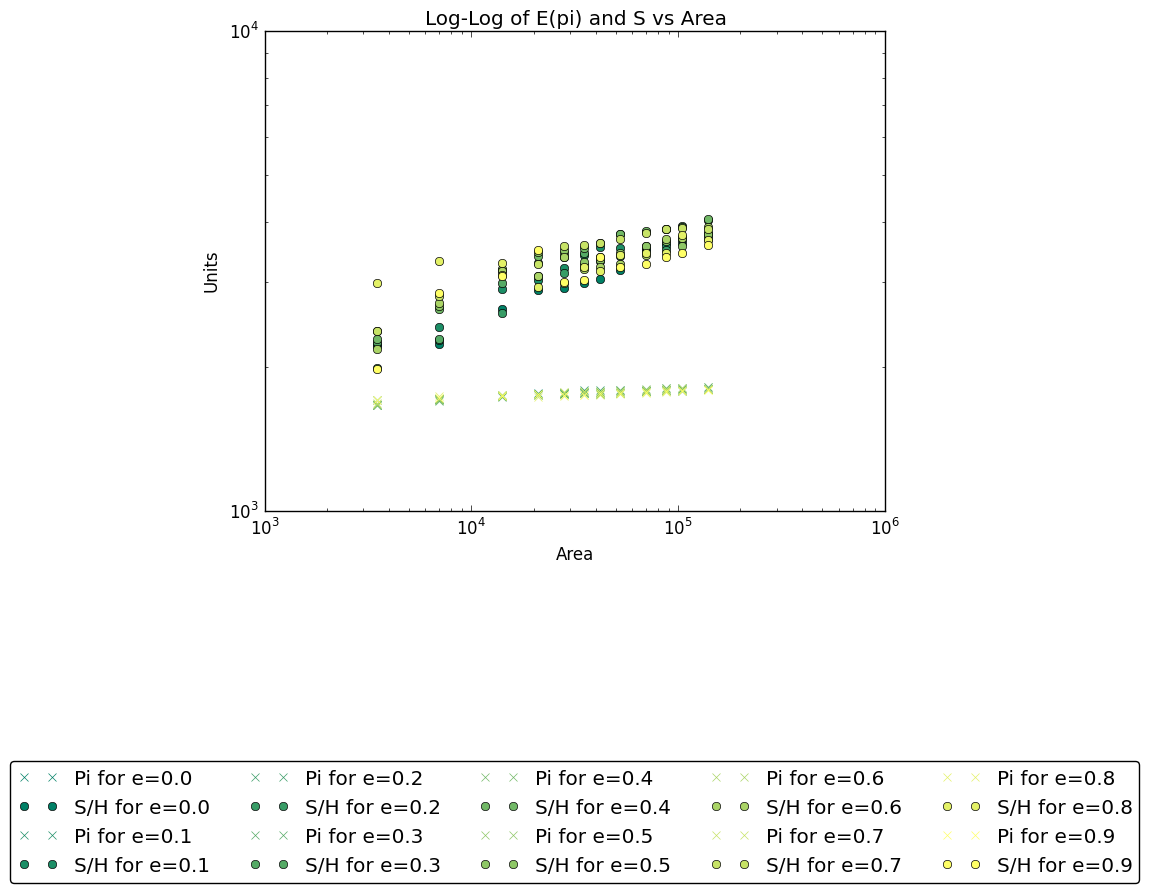 Log-Log of E(pi) and S vs Area
10^4
Units
10^3
10^3 10^4 10^5 10^6
Area
Pi for e=0.0 Pi for e=0.2 Pi for e=0.4 Pi for e=0.6 Pi for e=0.8
S/H for e=0.0 S/H for e=0.2 S/H for e=0.4 S/H for e=0.6 S/H for e=0.8
Pi for e=0.1 Pi for e=0.3 Pi for e=0.5 Pi for e=0.7 Pi for e=0.9
S/H for e=0.1 S/H for e=0.3 S/H for e=0.5 S/H for e=0.7 S/H for e=0.9